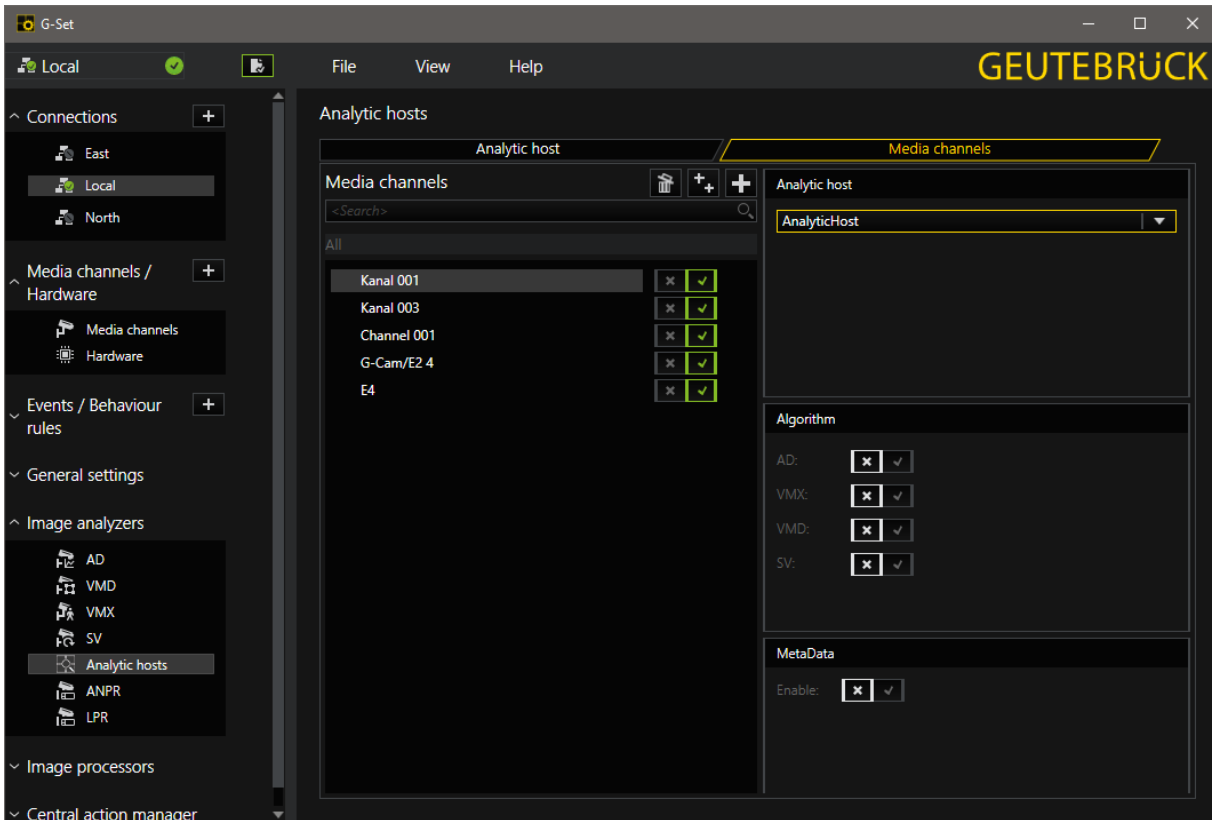 G-Set
Local
File View Help
GEUTEBRÜCK
Connections
East
Local
North
Media channels /
Hardware
Media channels
Hardware
Events / Behaviour
rules
General settings
Image analyzers
AD
VMD
VMX
SV
Analytic hosts
ANPR
LPR
Image processors
Central action manager
Analytic hosts
Analytic host
Media channels
Media channels
<Search>
All
Kanal 001
Kanal 003
Channel 001
G-Cam/E2 4
E4
Analytic host
AnalyticHost
Algorithm
AD:
VMX:
VMD:
SV:
MetaData
Enable: